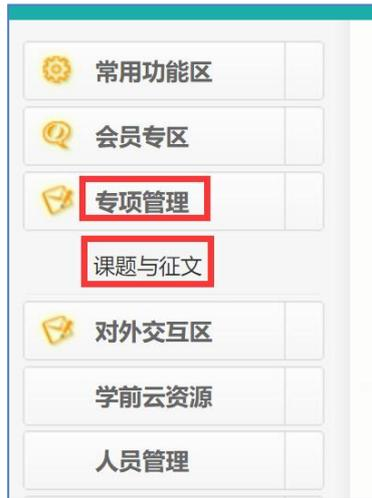 常用功能区
会员专区
专项管理
课题与征文
对外交互区
学前云资源
人员管理